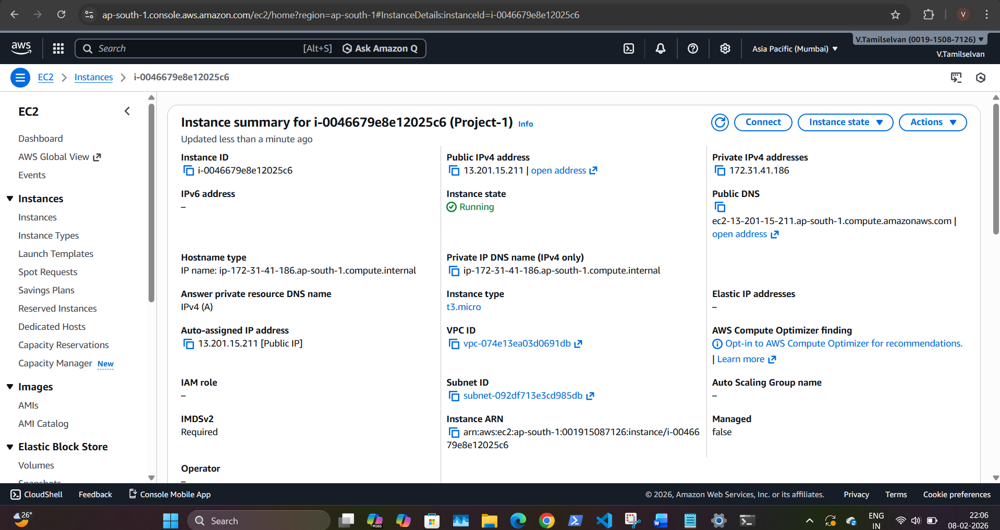 ap-south-1.console.aws.amazon.com/ec2/home?region=ap-south-1#InstanceDetails:instanceId=i-0046679e8e12025c6
V
aws
Search
[Alt+S]
Ask Amazon Q
Asia Pacific (Mumbai)
V.Tamilselvan (0019-1508-7126)
V.Tamilselvan
EC2
Instances
i-0046679e8e12025c6
EC2
Dashboard
AWS Global View
Events
Instances
Instances
Instance Types
Launch Templates
Spot Requests
Savings Plans
Reserved Instances
Dedicated Hosts
Capacity Reservations
Capacity Manager New
Images
AMIs
AMI Catalog
Elastic Block Store
Volumes
Snapshots
Instance summary for i-0046679e8e12025c6 (Project-1) Info
Updated less than a minute ago
Connect
Instance state
Actions
Instance ID
i-0046679e8e12025c6
Public IPv4 address
13.201.15.211 | open address
Private IPv4 addresses
172.31.41.186
IPv6 address
–
Instance state
Running
Public DNS
ec2-13-201-15-211.ap-south-1.compute.amazonaws.com |
open address
Hostname type
IP name: ip-172-31-41-186.ap-south-1.compute.internal
Private IP DNS name (IPv4 only)
ip-172-31-41-186.ap-south-1.compute.internal
Answer private resource DNS name
IPv4 (A)
Instance type
t3.micro
Elastic IP addresses
–
Auto-assigned IP address
13.201.15.211 [Public IP]
VPC ID
vpc-074e13ea03d0691db
AWS Compute Optimizer finding
Opt-in to AWS Compute Optimizer for recommendations.
| Learn more
IAM role
–
Subnet ID
subnet-092df713e3cd985db
Auto Scaling Group name
–
IMDSv2
Required
Instance ARN
arn:aws:ec2:ap-south-1:001915087126:instance/i-00466
79e8e12025c6
Managed
false
Operator
–
CloudShell
Feedback
Console Mobile App
© 2026, Amazon Web Services, Inc. or its affiliates.
Privacy
Terms
Cookie preferences
26°
Search
M365
W
ENG
IN
22:06
08-02-2026